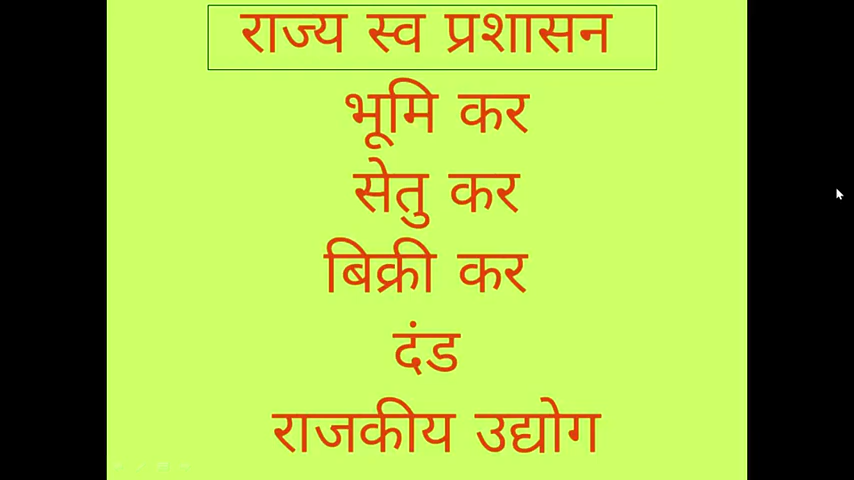 राज्य स्व प्रशासन
भूमि कर
सेतु कर
बिक्री कर
दंड
राजकीय उद्योग